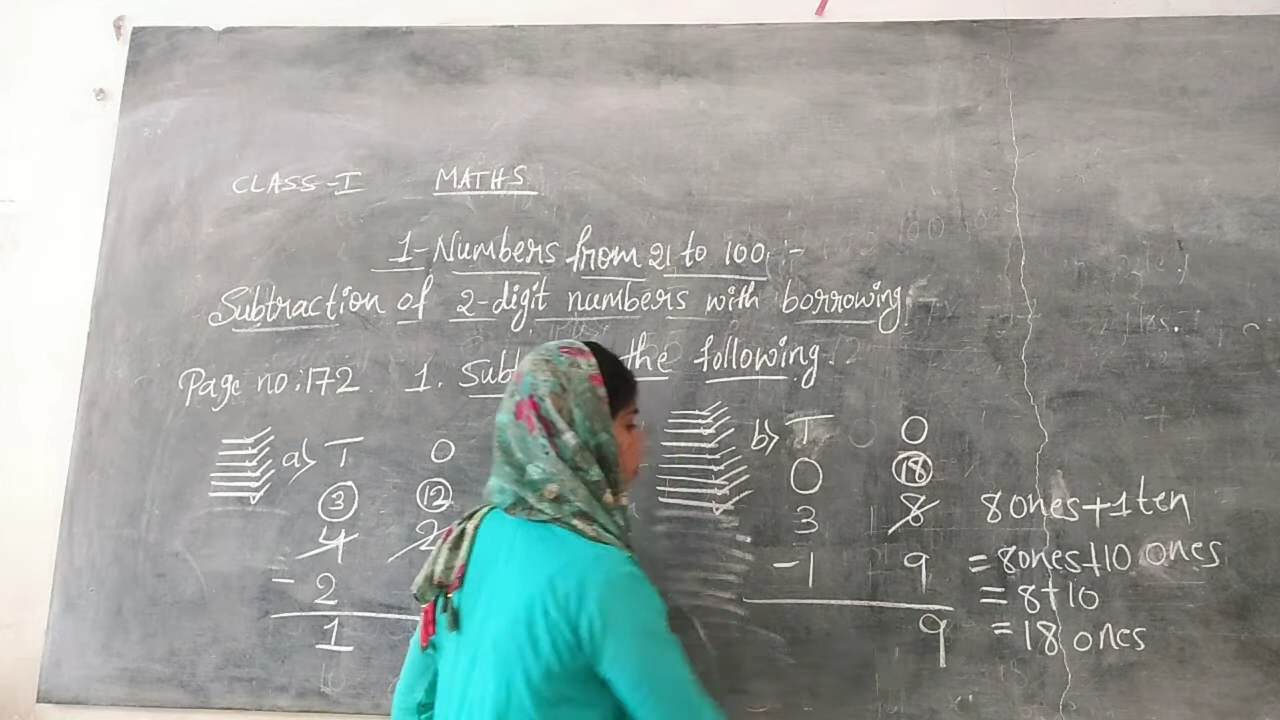 CLASS-I MATHS
1-Numbers from 21 to 100 :-
Subtraction of 2-digit numbers with borrowing:-
Page no:172 1. Sub the following.
a) T O b) T O
3 12 O 18
4 2 3 8 8 ones+1 ten
- 2 -1 9 = 8 ones+10 ones
= 8+10
1 9 = 18 ones